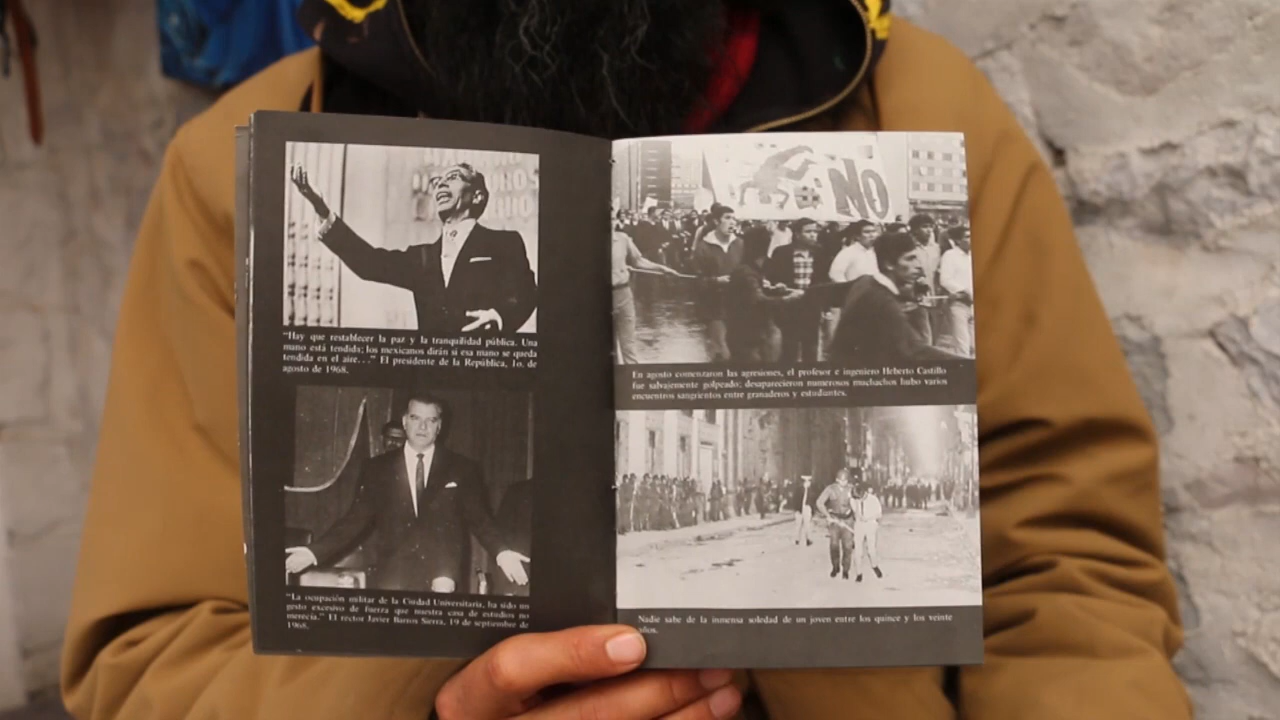 "Hay que restablecer la paz y la tranquilidad pública. Una
mano está tendida; los mexicanos dirán si esa mano se queda
tendida en el aire..." El presidente de la República, 1o. de
agosto de 1968.
"La ocupación militar de la Ciudad Universitaria, ha sido un
gesto excesivo de fuerza que nuestra casa de estudios no
merecía." El rector Javier Barros Sierra, 19 de septiembre de
1968.
NO
En agosto comenzaron las agresiones, el profesor e ingeniero Heberto Castillo
fue salvajemente golpeado; desaparecieron numerosos muchachos hubo varios
encuentros sangrientos entre granaderos y estudiantes.
Nadie sabe de la inmensa soledad de un joven entre los quince y los veinte
años.